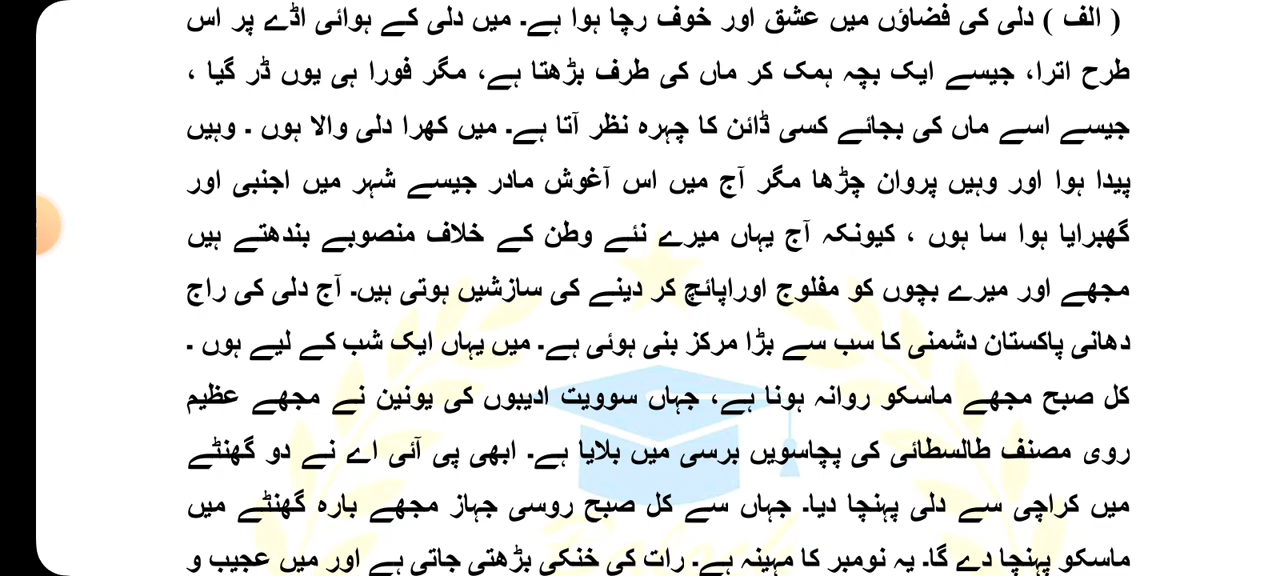 ( الف ) دلی کی فضاؤں میں عشق اور خوف رچا ہوا ہے۔ میں دلی کے ہوائی اڈے پر اس
طرح اترا، جیسے ایک بچہ ہمک کر ماں کی طرف بڑھتا ہے، مگر فورا ہی یوں ڈر گیا ،
جیسے اسے ماں کی بجائے کسی ڈائن کا چہرہ نظر آتا ہے۔ میں کھرا دلی والا ہوں ۔ وہیں
پیدا ہوا اور وہیں پروان چڑھا مگر آج میں اس آغوش مادر جیسے شہر میں اجنبی اور
گھبرایا ہوا سا ہوں ، کیونکہ آج یہاں میرے نئے وطن کے خلاف منصوبے بندھتے ہیں
مجھے اور میرے بچوں کو مفلوج اوراپائچ کر دینے کی سازشیں ہوتی ہیں۔ آج دلی کی راج
دھانی پاکستان دشمنی کا سب سے بڑا مرکز بنی ہوئی ہے۔ میں یہاں ایک شب کے لیے ہوں ۔
کل صبح مجھے ماسکو روانہ ہونا ہے، جہاں سوویت ادیبوں کی یونین نے مجھے عظیم
روی مصنف طالسطائی کی پچاسویں برسی میں بلایا ہے۔ ابھی پی آئی اے نے دو گھنٹے
میں کراچی سے دلی پہنچا دیا۔ جہاں سے کل صبح روسی جہاز مجھے بارہ گھنٹے میں
ماسکو پہنچا دے گا۔ یہ نومبر کا مہینہ ہے۔ رات کی خنکی بڑھتی جاتی ہے اور میں عجیب و